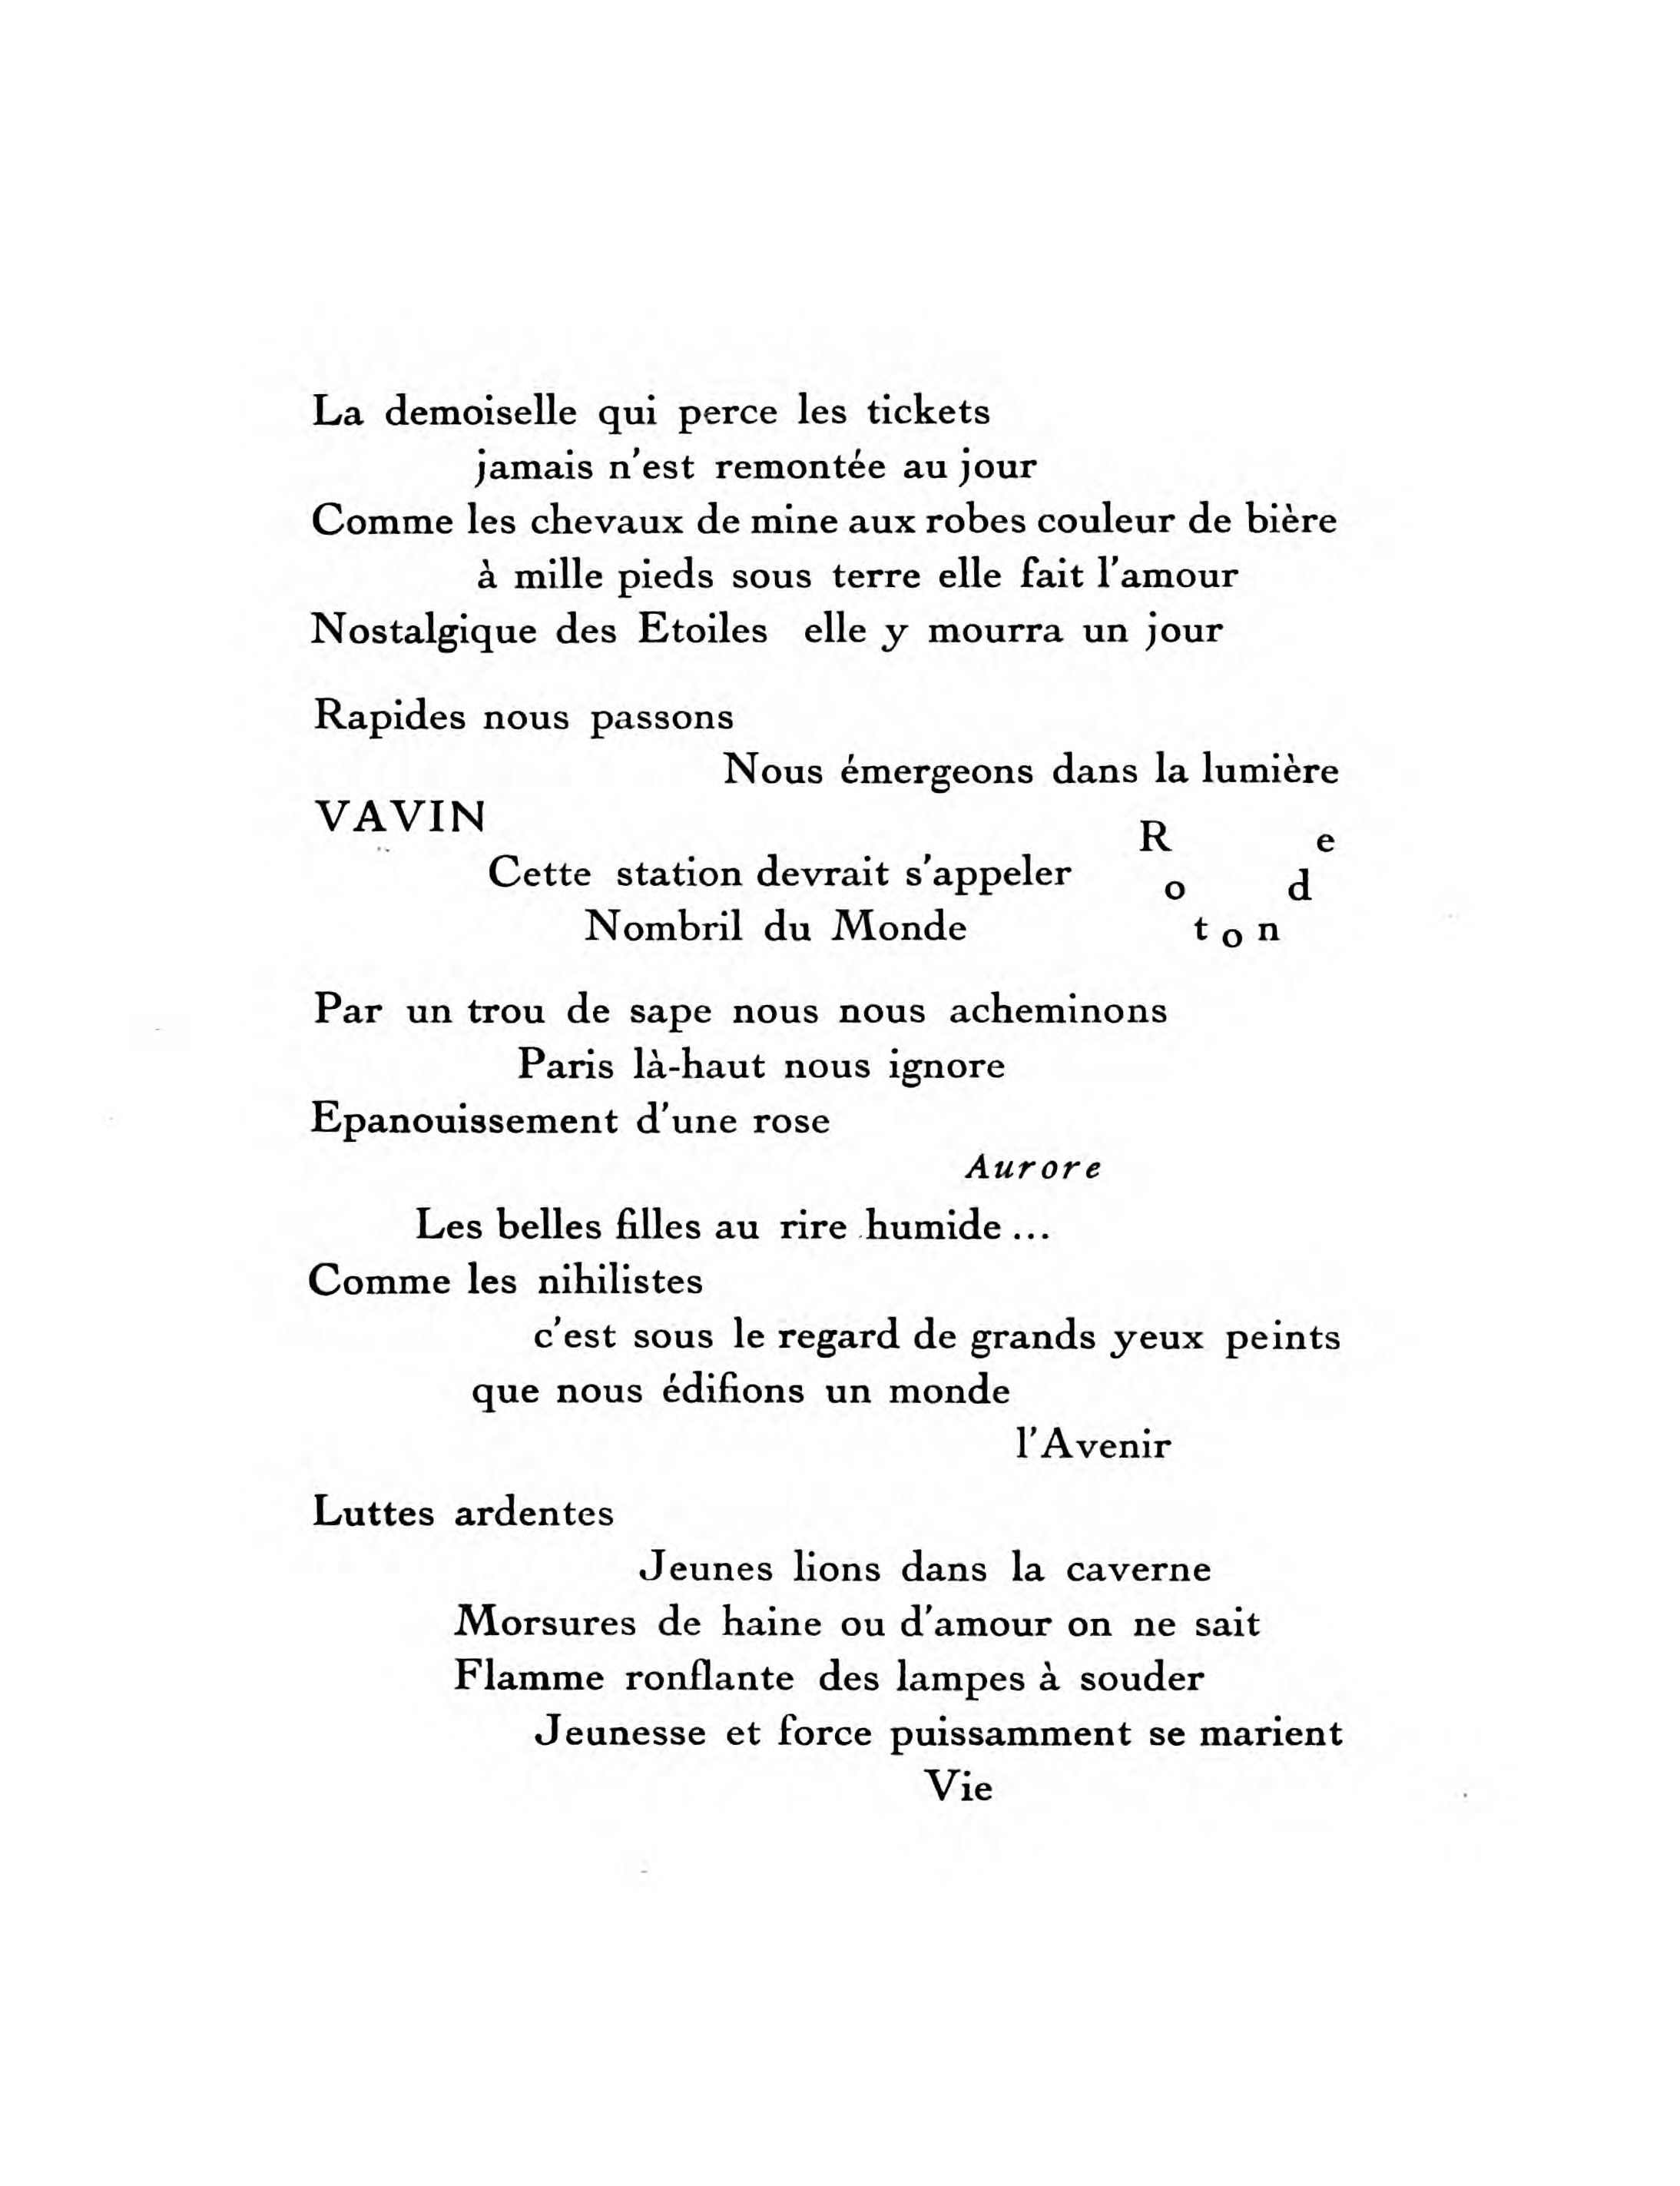 La demoiselle qui perce les tickets
jamais n'est remontée au jour
Comme les chevaux de mine aux robes couleur de bière
à mille pieds sous terre elle fait l'amour
Nostalgique des Etoiles elle y mourra un jour
Rapides nous passons
Nous émergeons dans la lumière
VAVIN
Cette station devrait s'appeler
Nombril du Monde
Rotonde
Par un trou de sape nous nous acheminons
Paris là-haut nous ignore
Epanouissement d'une rose
Aurore
Les belles filles au rire humide...
Comme les nihilistes
c'est sous le regard de grands yeux peints
que nous édifions un monde
l'Avenir
Luttes ardentes
Jeunes lions dans la caverne
Morsures de haine ou d'amour on ne sait
Flamme ronflante des lampes à souder
Jeunesse et force puissamment se marient
Vie